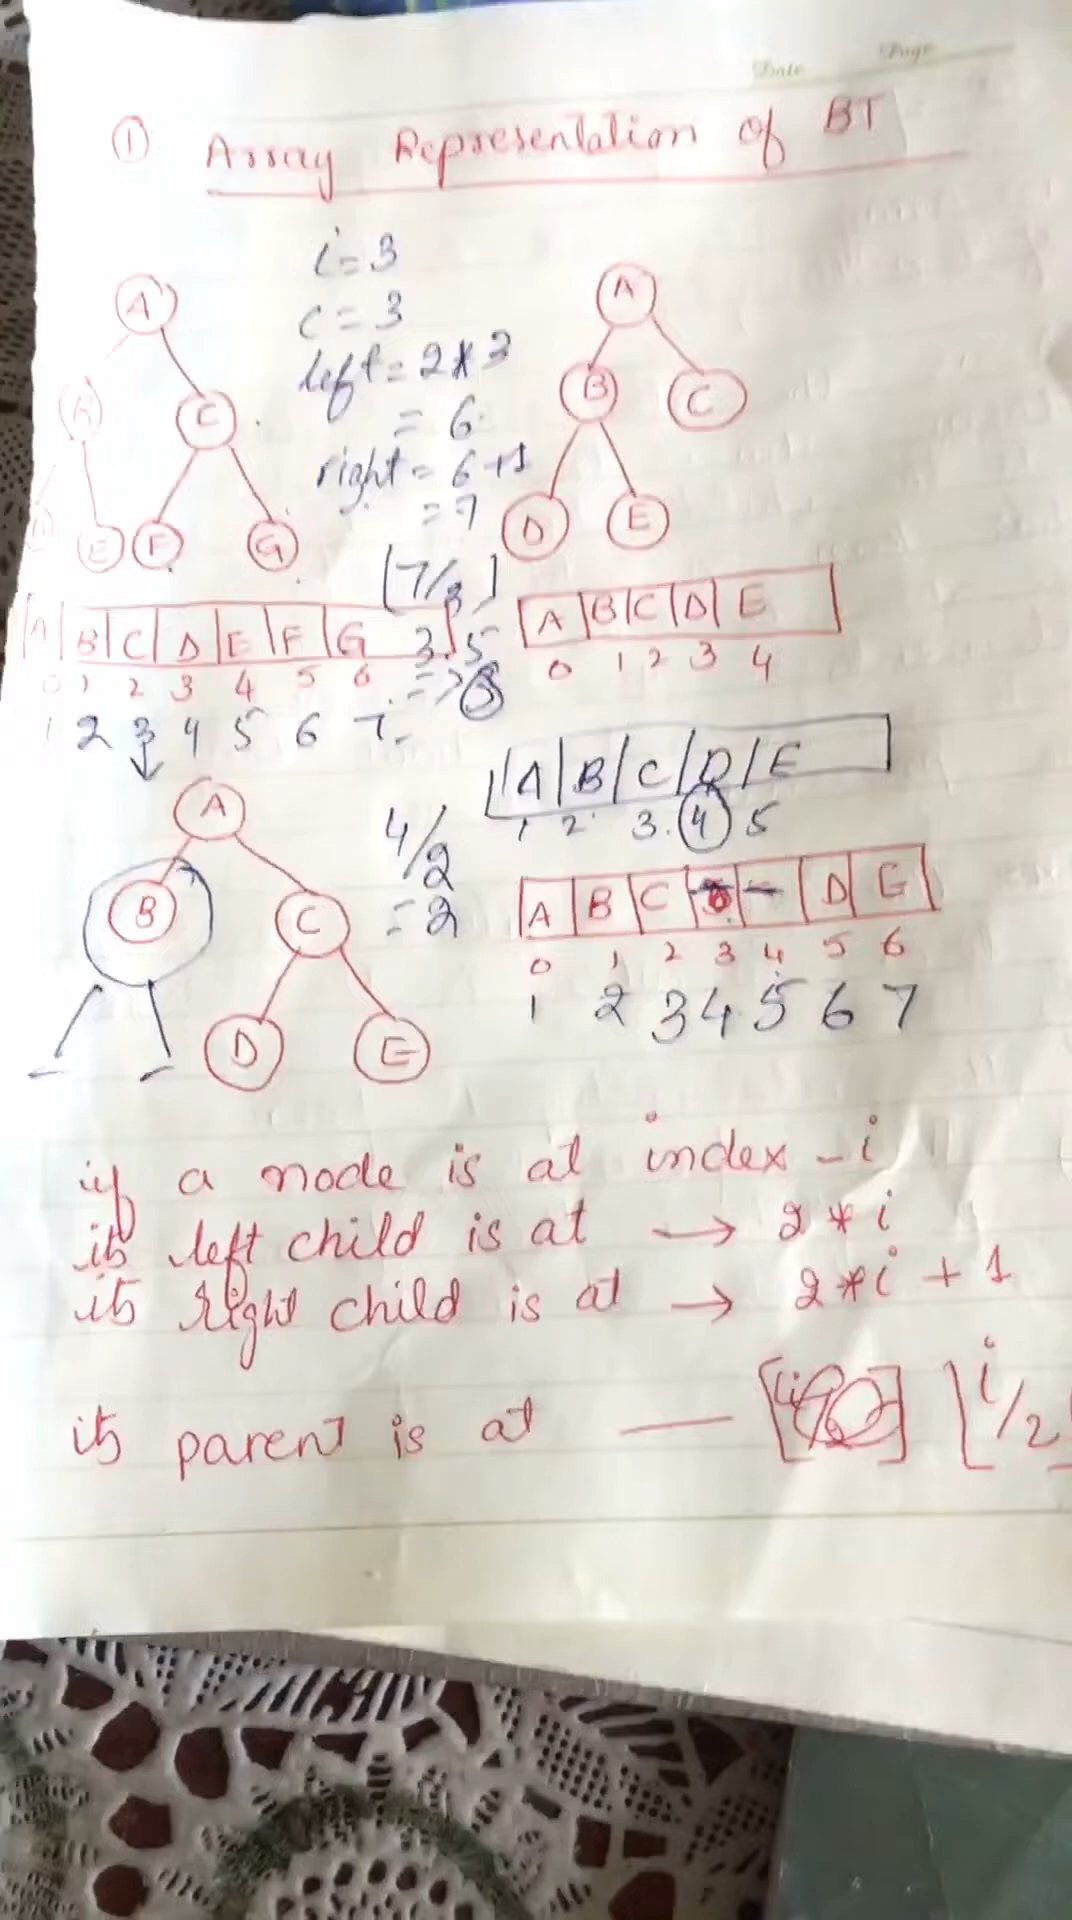 Date
Page
① Array Representation of BT
i = 3
c = 3
left = 2*3
= 6
right = 6+1
= 7
A
C
E F G
A
B C
D E
A B C D E F G
0 1 2 3 4 5 6
1 2 3 4 5 6 7
3.5
=> 3
A B C D E
0 1 2 3 4
A B C D E
1 2 3 4 5
A
B C
D E
4/2
= 2
A B C - D E
0 1 2 3 4 5 6
1 2 3 4 5 6 7
if a node is at index - i
its left child is at → 2 * i
its right child is at → 2 * i + 1
its parent is at — ⌊i/2